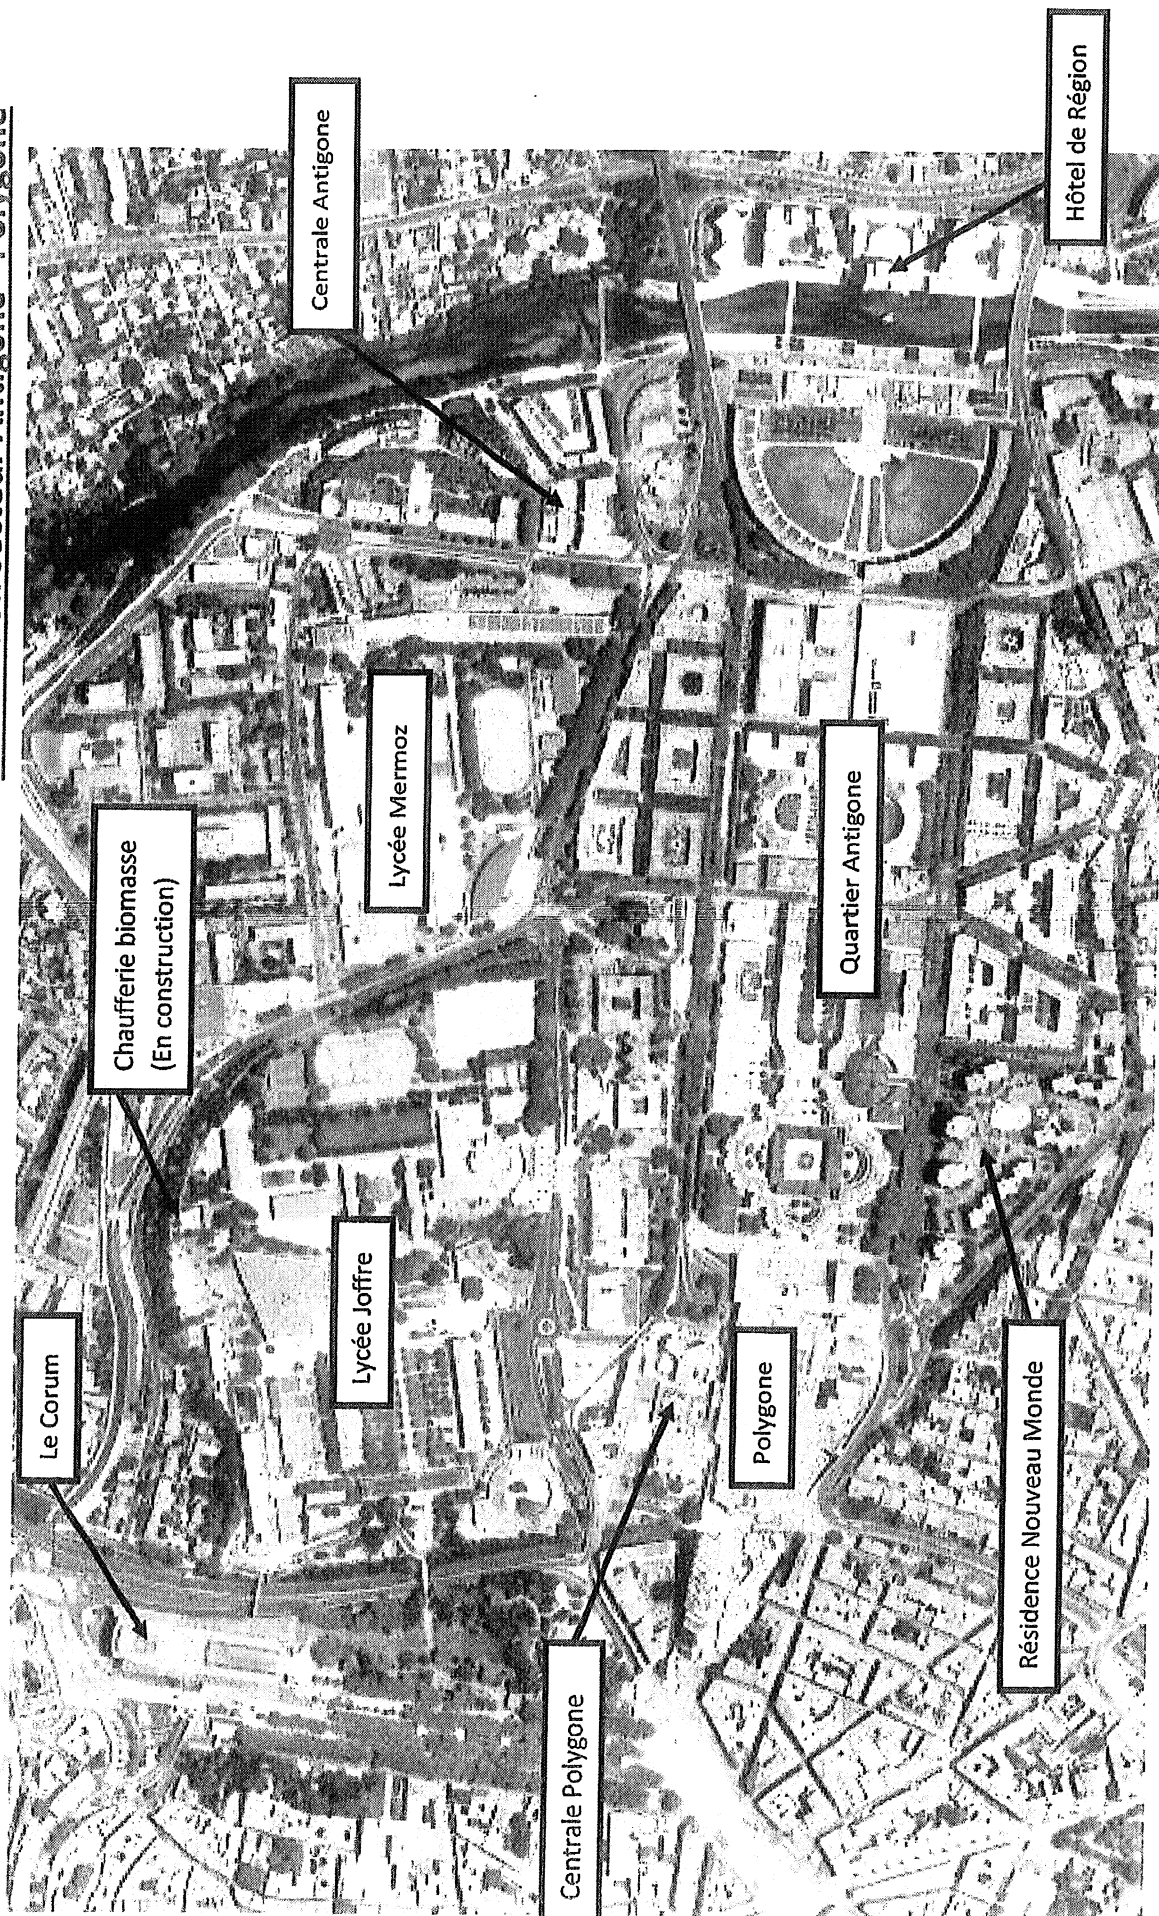 Le Corum
Chaufferie biomasse
(En construction)
Centrale Antigone
Lycée Joffre
Lycéée Mermoz
Centrale Polygone
Polygone
Quartier Antigone
Résidence Nouveau Monde
Hôtel de Région